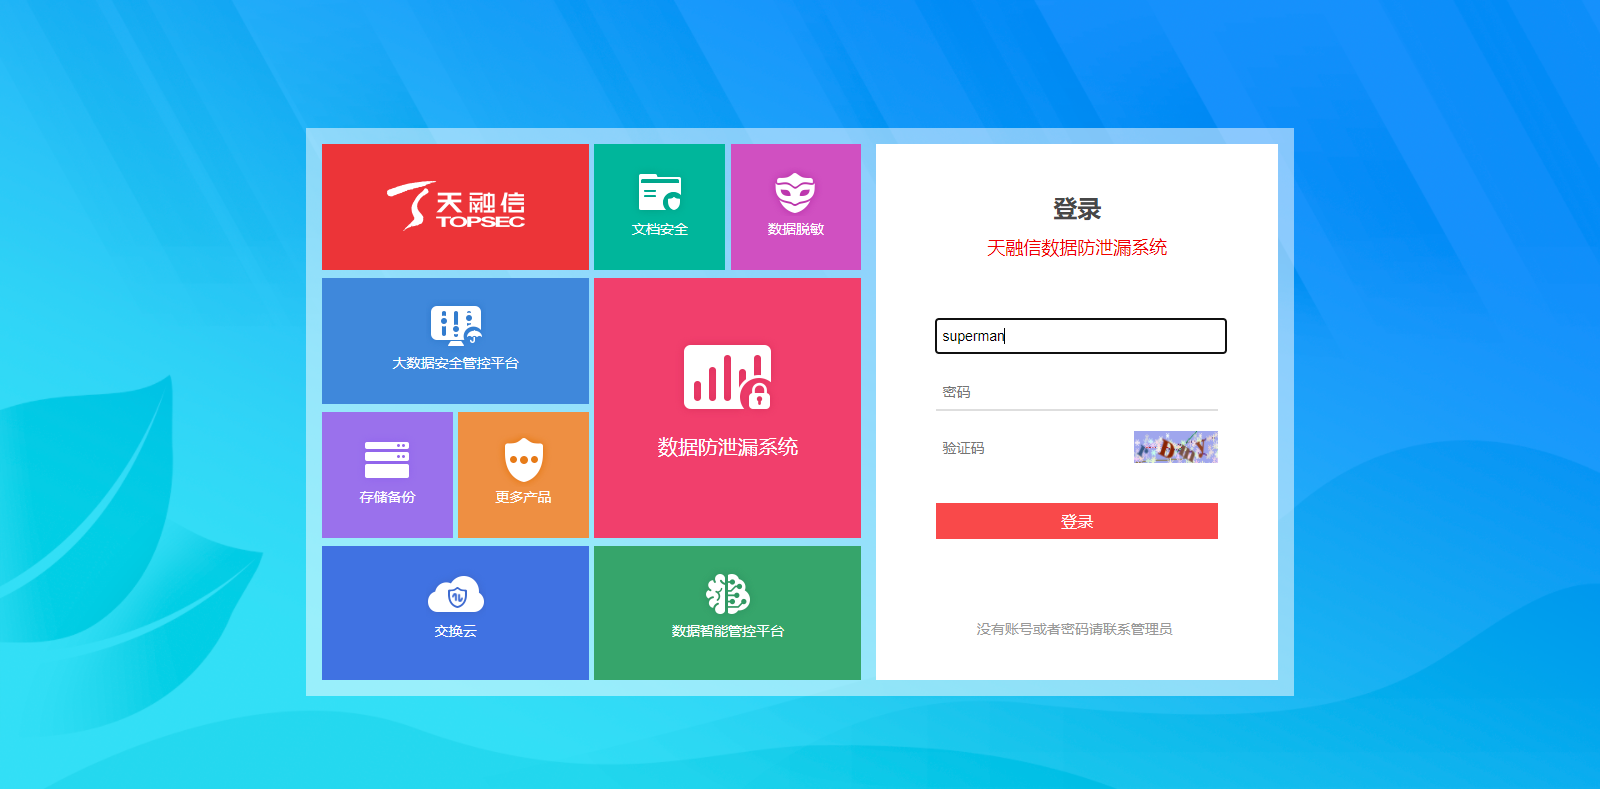 天融信
TOPSEC
文档安全
数据脱敏
大数据安全管控平台
数据防泄漏系统
存储备份
更多产品
交换云
数据智能管控平台
登录
天融信数据防泄漏系统
superman
密码
验证码
登录
没有账号或者密码请联系管理员